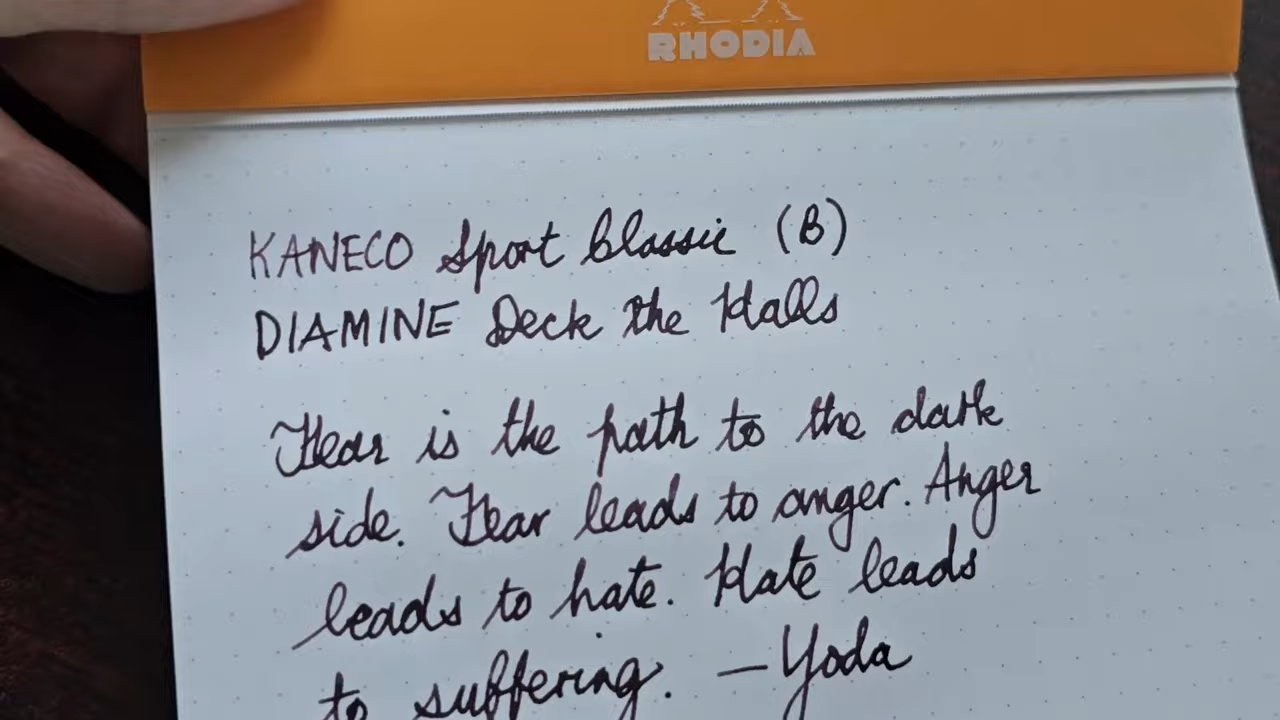 RHODIA
KANECO Sport Classic (B)
DIAMINE Deck the Halls
Fear is the path to the dark
side. Fear leads to anger. Anger
leads to hate. Hate leads
to suffering. — Yoda